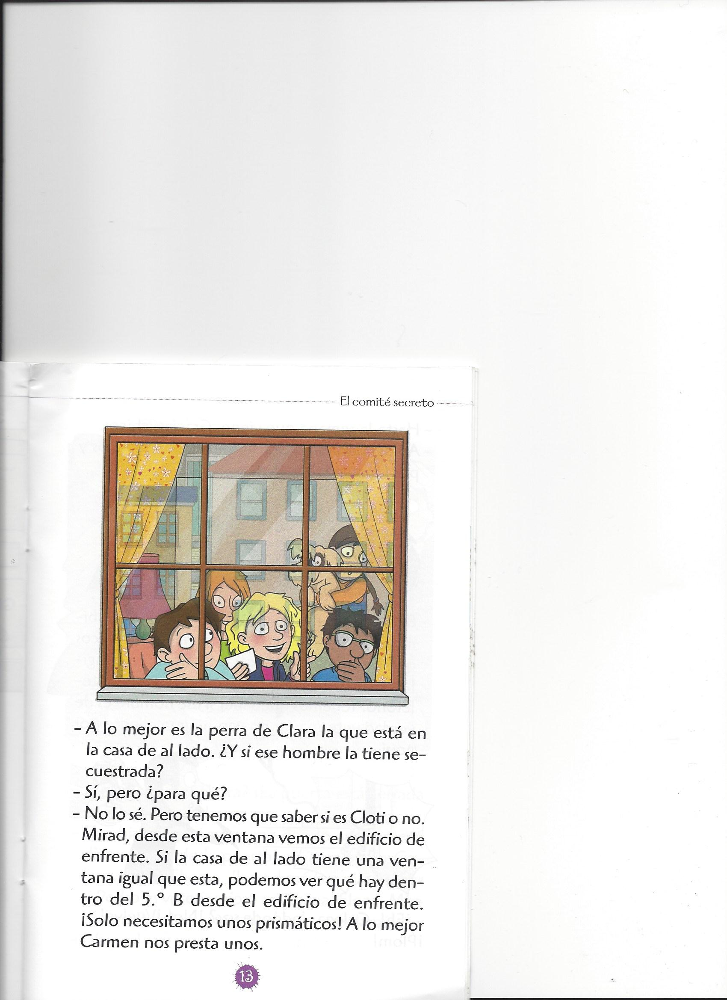 El comité secreto
- A lo mejor es la perra de Clara la que está en
la casa de al lado. ¿Y si ese hombre la tiene se-
cuestrada?
- Sí, pero ¿para qué?
- No lo sé. Pero tenemos que saber si es Cloti o no.
Mirad, desde esta ventana vemos el edificio de
enfrente. Si la casa de al lado tiene una ven-
tana igual que esta, podemos ver qué hay den-
tro del 5.º B desde el edificio de enfrente.
¡Solo necesitamos unos prismáticos! A lo mejor
Carmen nos presta unos.
13